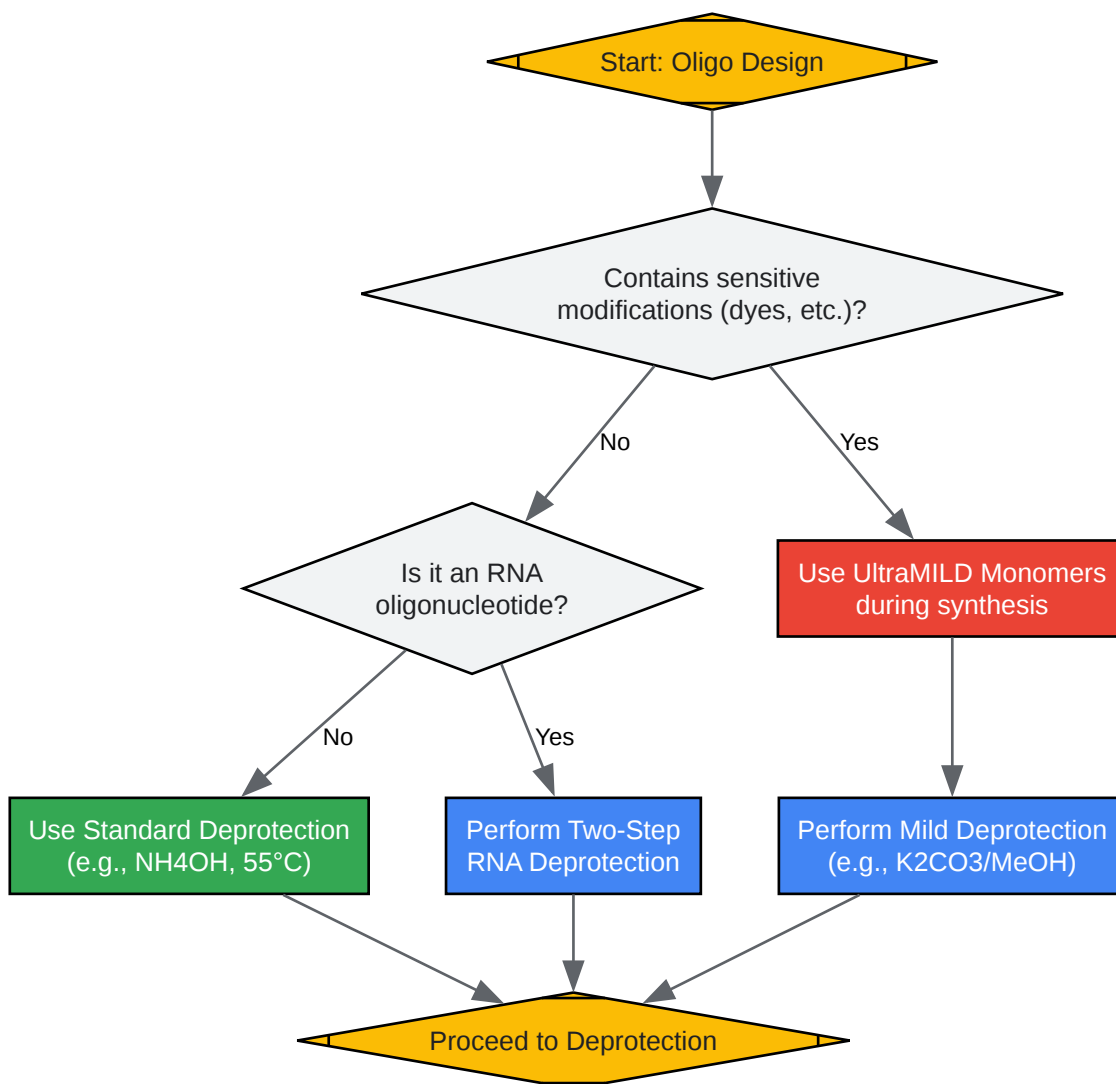 Start: Oligo Design
Contains sensitive
modifications (dyes, etc.)?
No
Yes
Is it an RNA
oligonucleotide?
Use UltraMILD Monomers
during synthesis
No
Yes
Use Standard Deprotection
(e.g., NH4OH, 55°C)
Perform Two-Step
RNA Deprotection
Perform Mild Deprotection
(e.g., K2CO3/MeOH)
Proceed to Deprotection